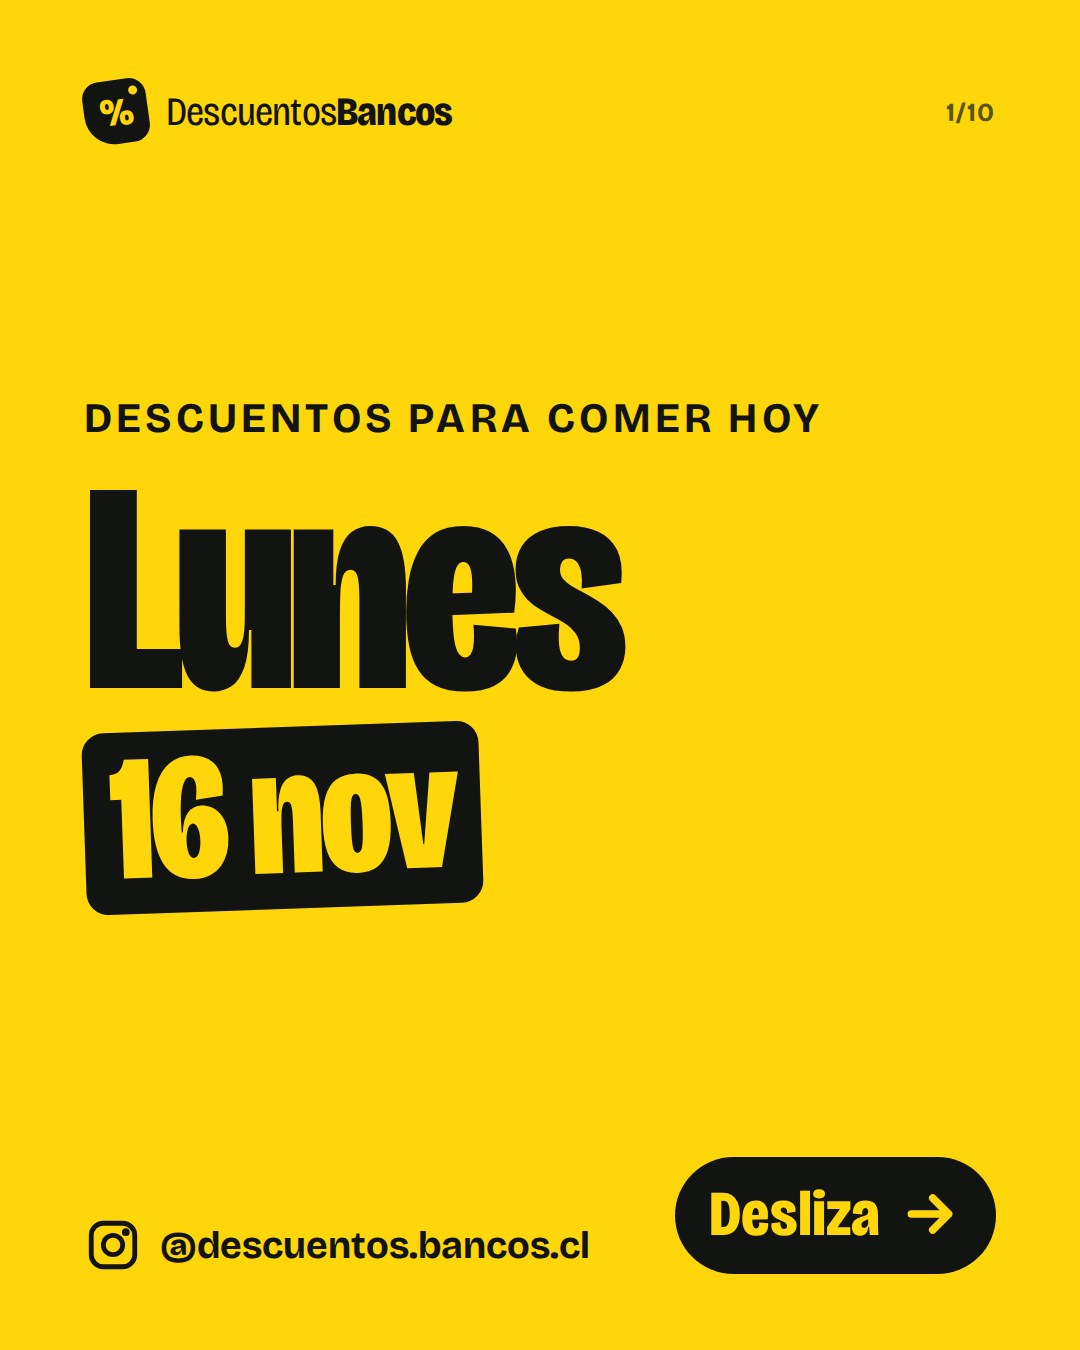 %
DescuentosBancos
1/10
DESCUENTOS PARA COMER HOY
Lunes
16 nov
Desliza →
@descuentos.bancos.cl